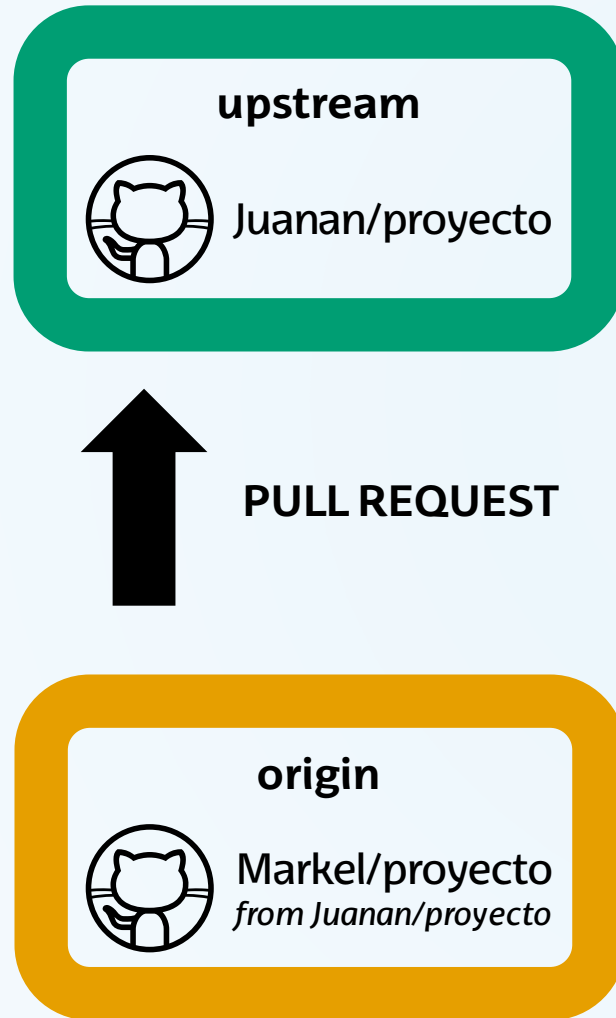 upstream
Juanan/proyecto
PULL REQUEST
origin
Markel/proyecto
from Juanan/proyecto